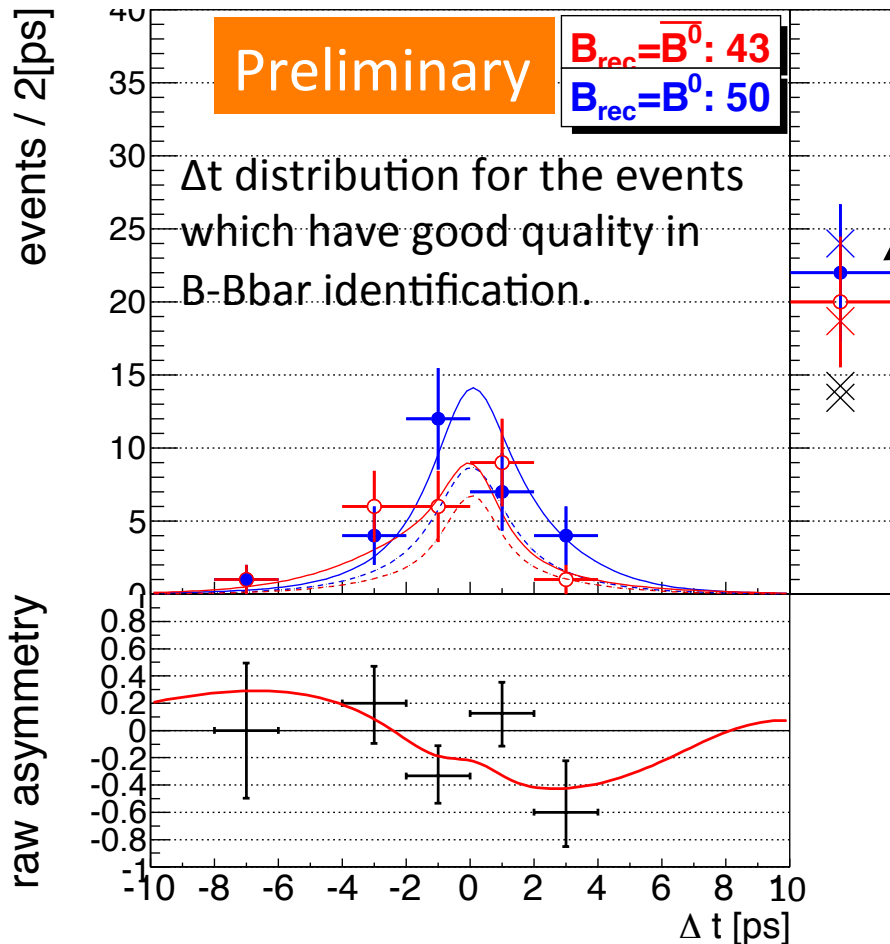 events / 2[ps]
40
35
30
25
20
15
10
5
0
Preliminary
B_rec=B̅⁰: 43
B_rec=B⁰: 50
Δt distribution for the events
which have good quality in
B-Bbar identification.
raw asymmetry
0.8
0.6
0.4
0.2
0
-0.2
-0.4
-0.6
-0.8
-1
-10 -8 -6 -4 -2 0 2 4 6 8 10 10
Δ t [ps]